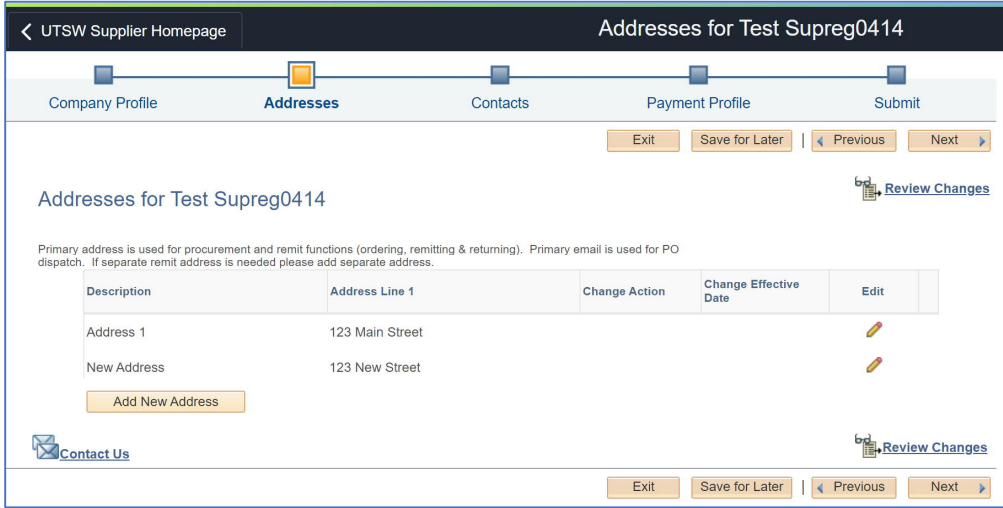 UTSW Supplier Homepage
Addresses for Test Supreg0414
Company Profile
Addresses
Contacts
Payment Profile
Submit
Exit
Save for Later
|
Previous
Next
Review Changes
Addresses for Test Supreg0414
Primary address is used for procurement and remit functions (ordering, remitting & returning). Primary email is used for PO
dispatch. If separate remit address is needed please add separate address.
Description
Address Line 1
Change Action
Change Effective
Date
Edit
Address 1
123 Main Street
New Address
123 New Street
Add New Address
Contact Us
Review Changes
Exit
Save for Later
|
Previous
Next